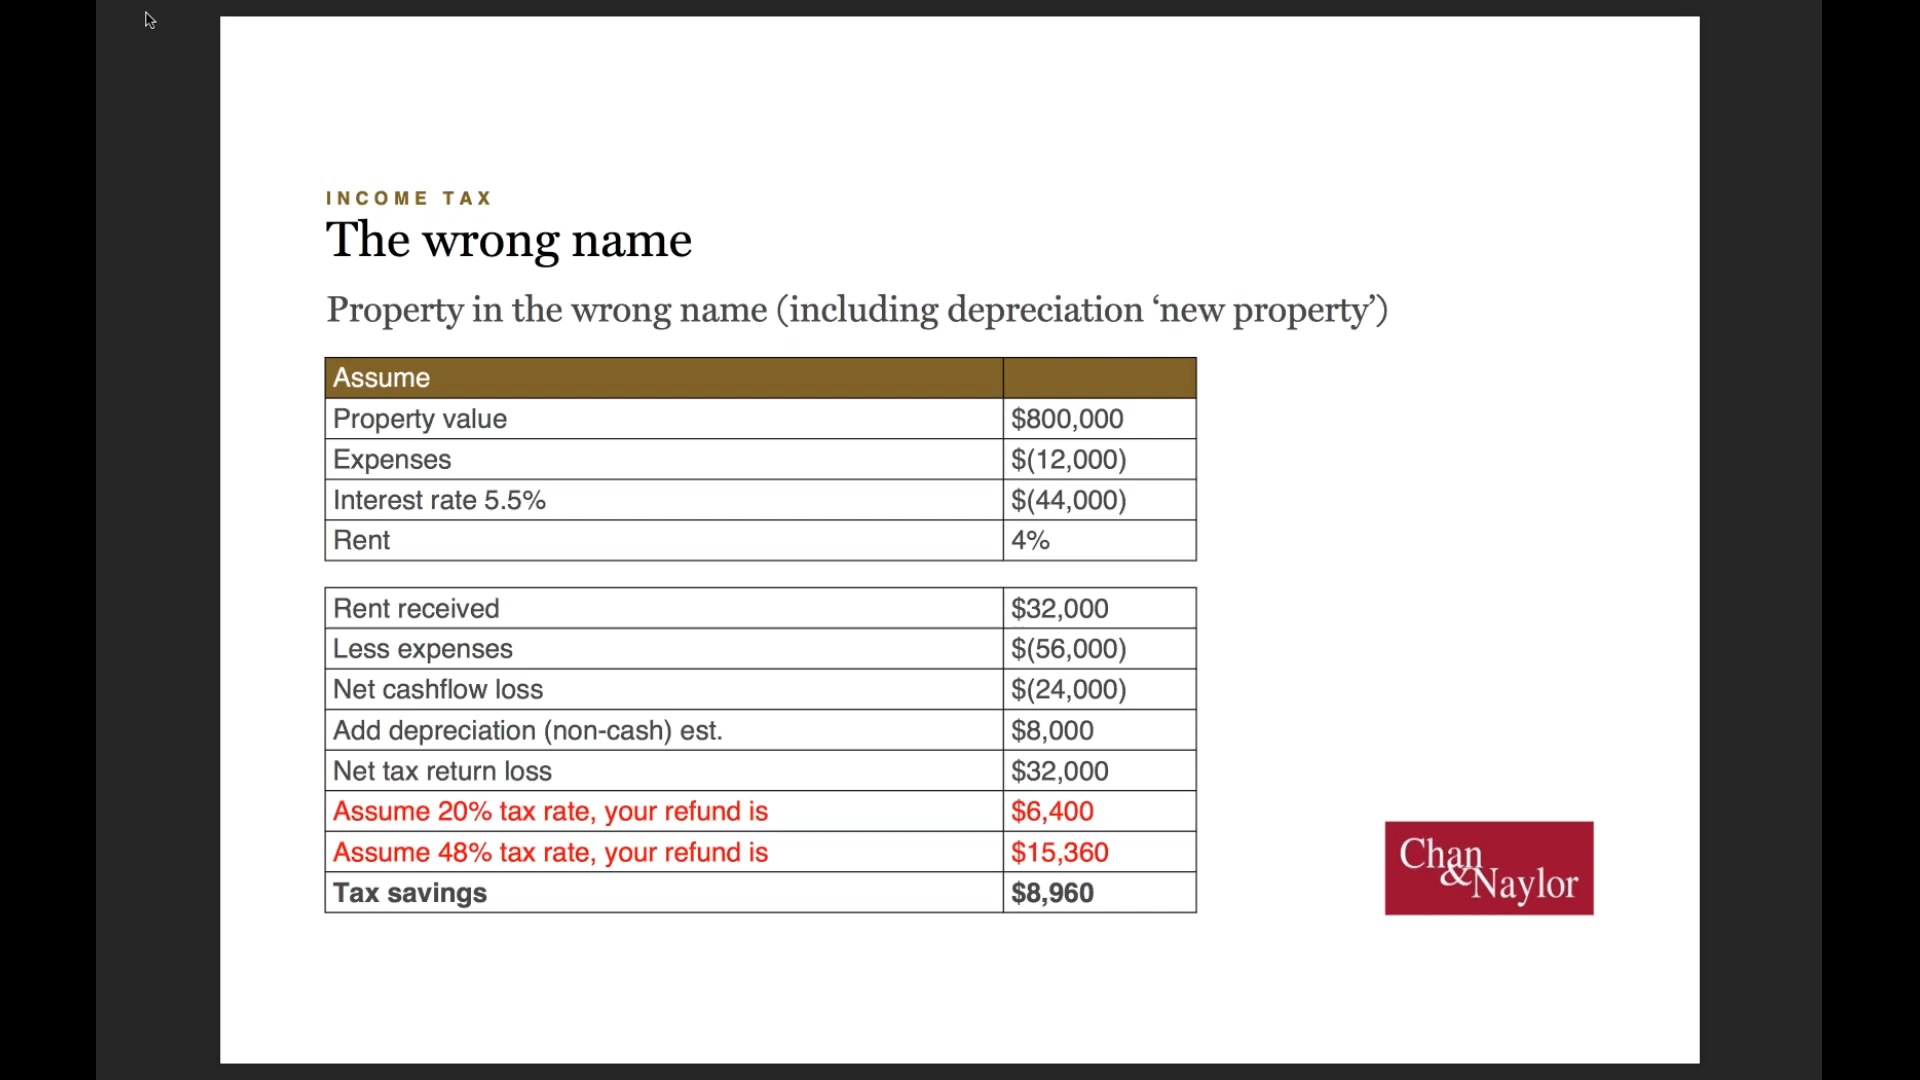 INCOME TAX
The wrong name
Property in the wrong name (including depreciation ‘new property’)
Assume
Property value $800,000
Expenses $(12,000)
Interest rate 5.5% $(44,000)
Rent 4%
Rent received $32,000
Less expenses $(56,000)
Net cashflow loss $(24,000)
Add depreciation (non-cash) est. $8,000
Net tax return loss $32,000
Assume 20% tax rate, your refund is $6,400
Assume 48% tax rate, your refund is $15,360
Tax savings $8,960
Chan
&Naylor